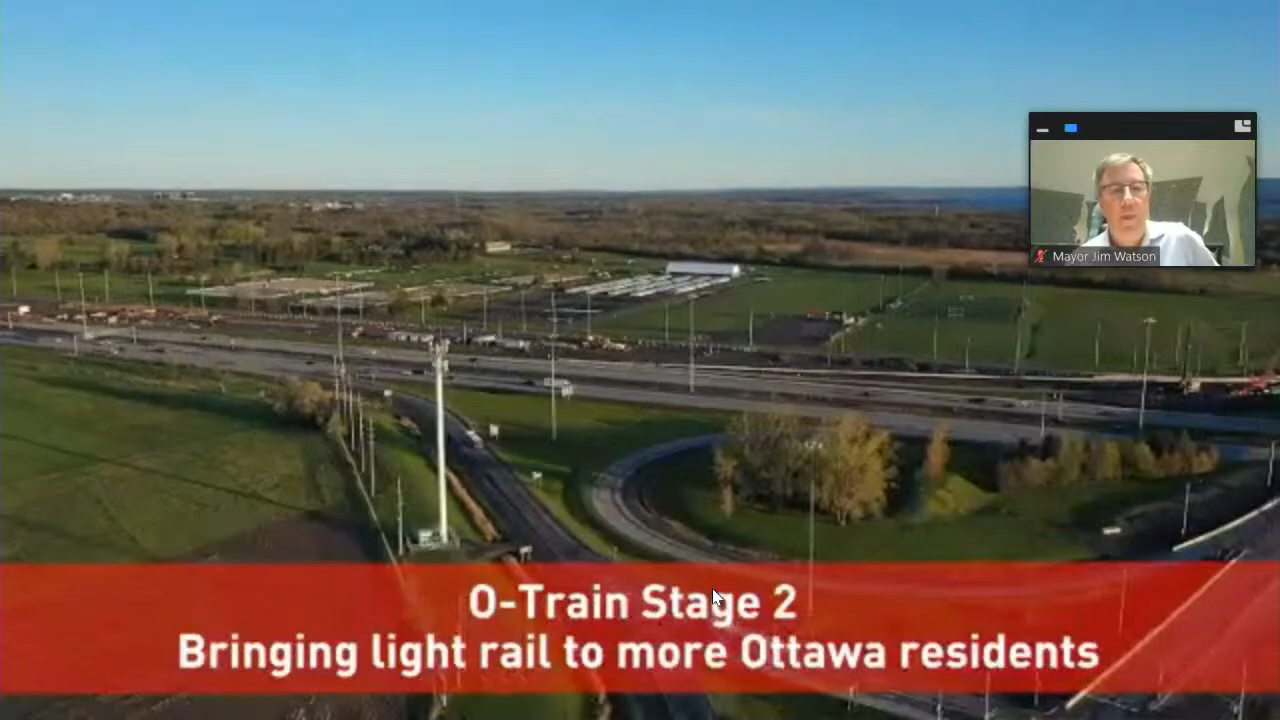 Mayor Jim Watson
O-Train Stage 2
Bringing light rail to more Ottawa residents